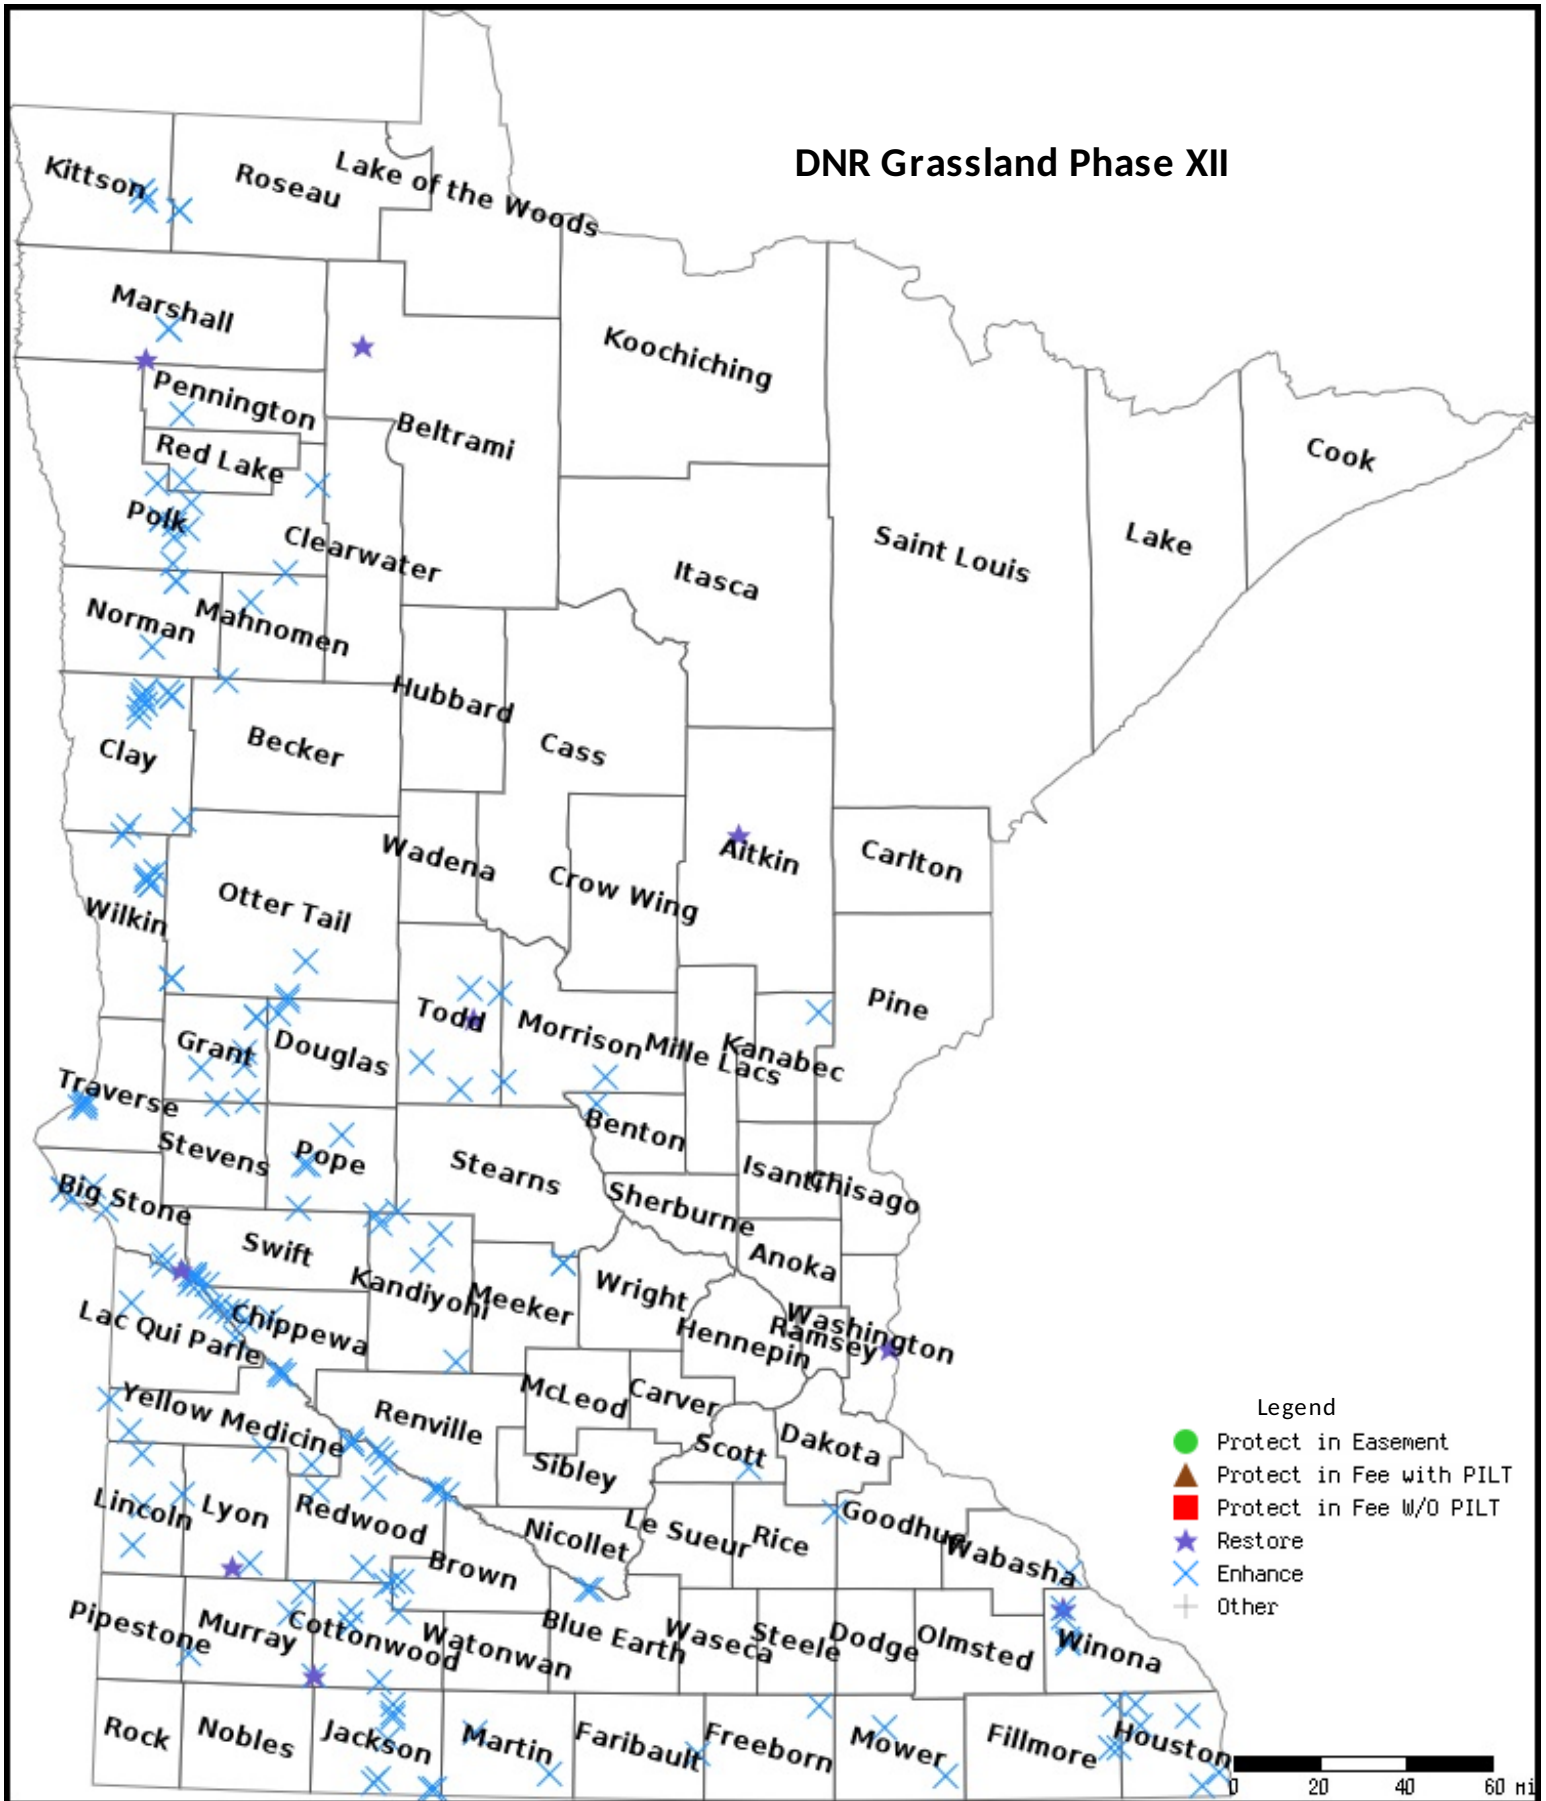 DNR Grassland Phase XII
Kittson
Roseau
Lake of the Woods
Marshall
Koochiching
Pennington
Beltrami
Red Lake
Cook
Polk
Clearwater
Saint Louis
Lake
Itasca
Norman
Mahnomen
Hubbard
Clay
Becker
Cass
Wadena
Aitkin
Carlton
Crow Wing
Otter Tail
Wilkin
Pine
Todd
Morrison
Mille Lacs
Kanabec
Grant
Douglas
Traverse
Benton
Stevens
Pope
Stearns
Isanti
Chisago
Big Stone
Sherburne
Swift
Anoka
Kandiyohi
Meeker
Wright
Washington
Ramsey
Hennepin
Lac Qui Parle
Chippewa
McLeod
Carver
Yellow Medicine
Renville
Scott
Dakota
Sibley
Lincoln
Lyon
Redwood
Nicollet
Le Sueur
Rice
Goodhue
Wabasha
Brown
Pipestone
Murray
Cottonwood
Watonwan
Blue Earth
Waseca
Steele
Dodge
Olmsted
Winona
Rock
Nobles
Jackson
Martin
Faribault
Freeborn
Mower
Fillmore
Houston
Legend
Protect in Easement
Protect in Fee with PILT
Protect in Fee W/O PILT
Restore
Enhance
Other
0 20 40 60 mi